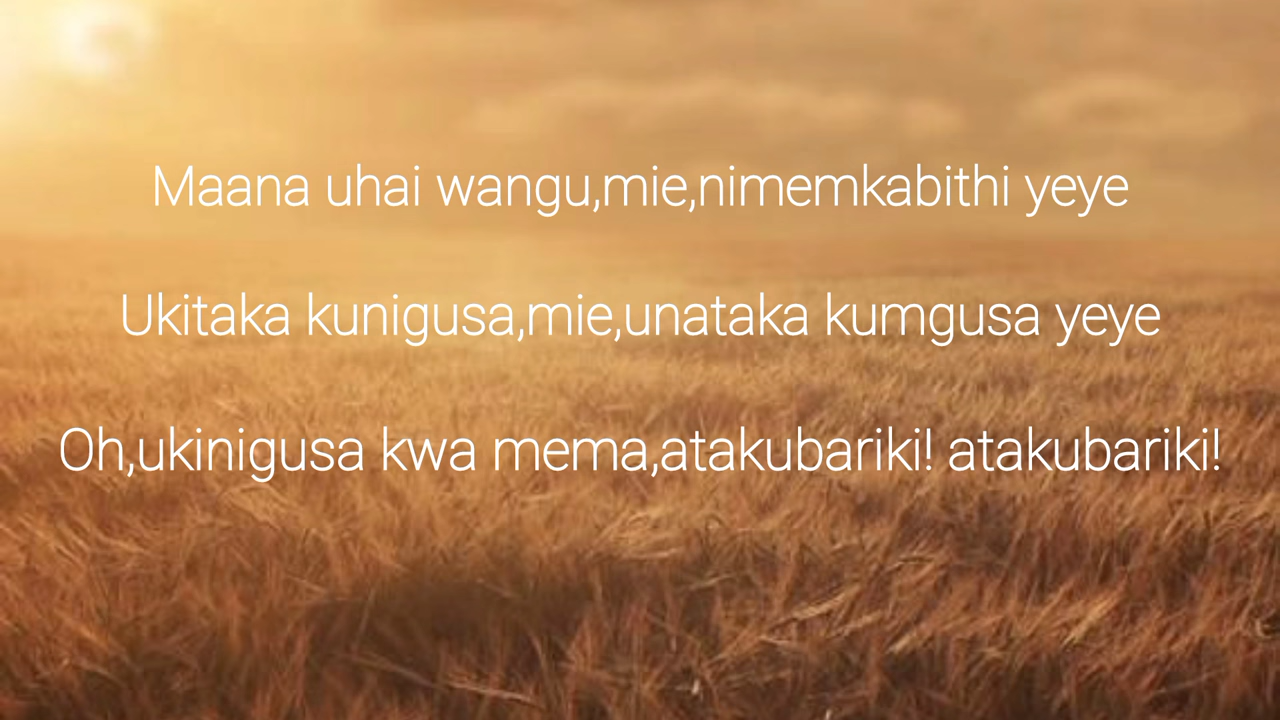 Maana uhai wangu,mie,nimemkabithi yeye
Ukitaka kunigusa,mie,unataka kumgusa yeye
Oh,ukinigusa kwa mema,atakubariki! atakubariki!